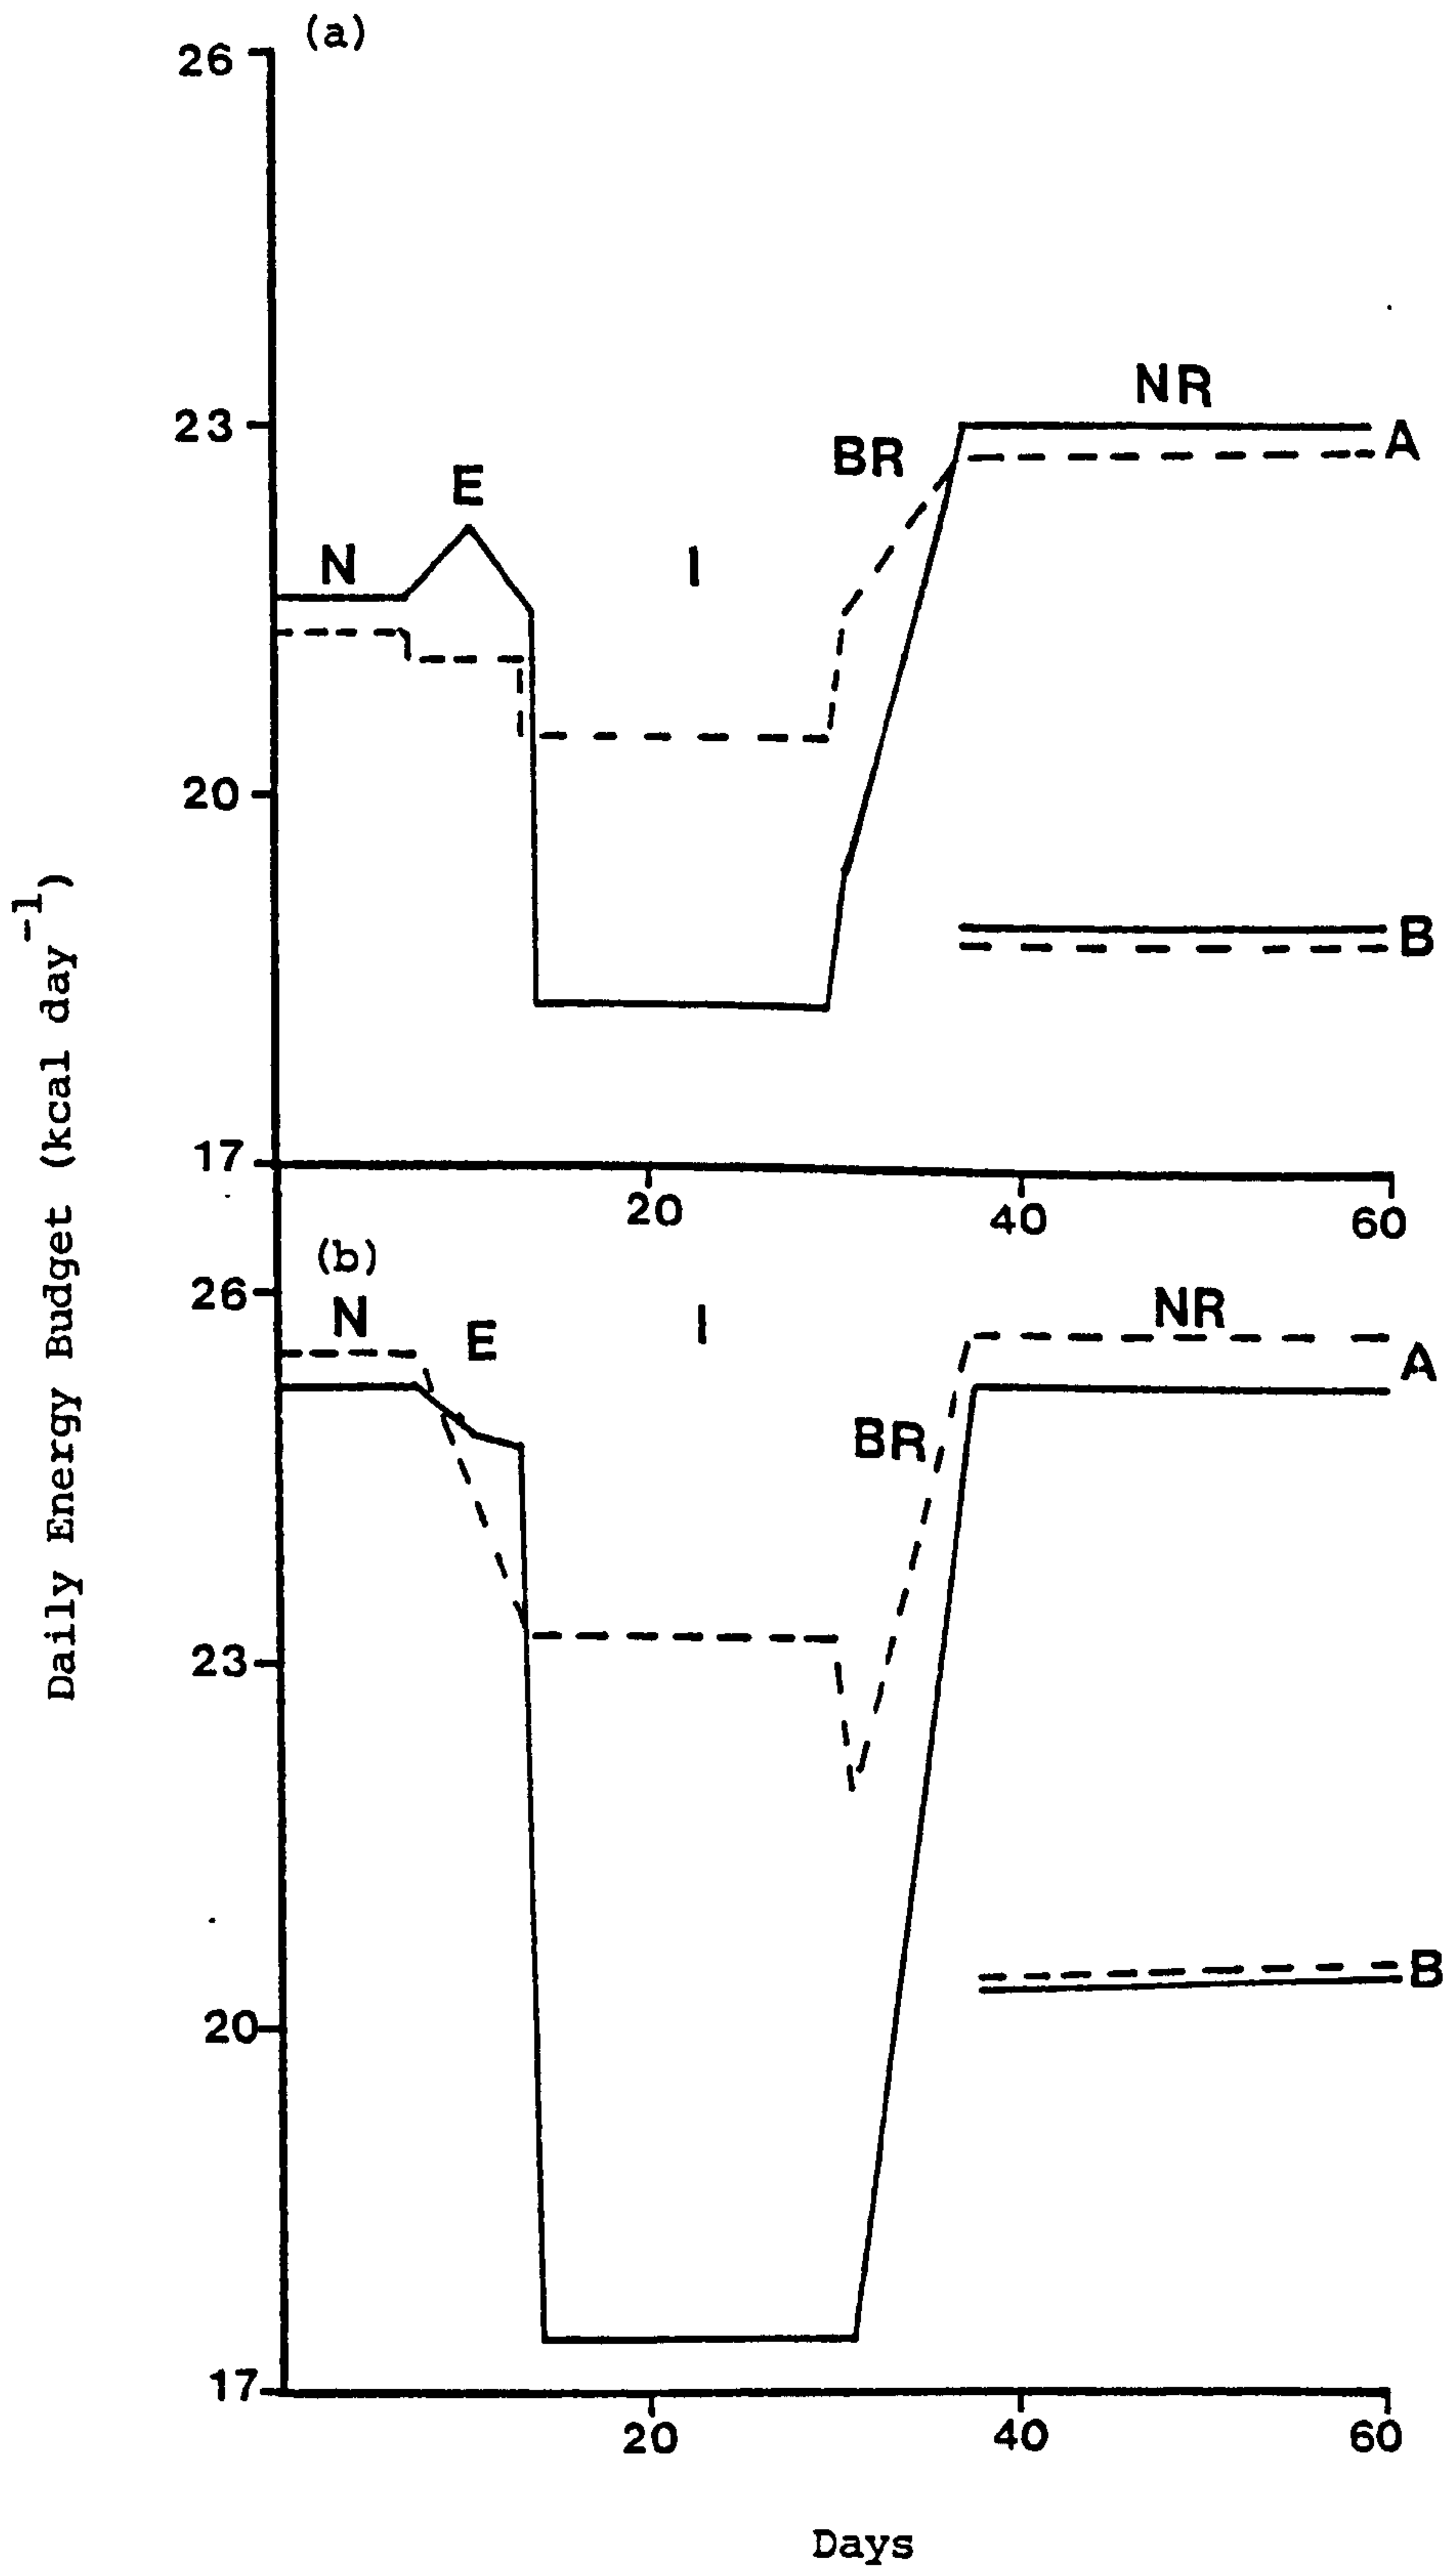 (a)
26
23
20
17
N
E
I
BR
NR
A
B
20
40
60
(b)
26
23
20
17
N
E
I
BR
NR
A
B
20
40
60
Days
Daily Energy Budget (kcal day⁻¹)